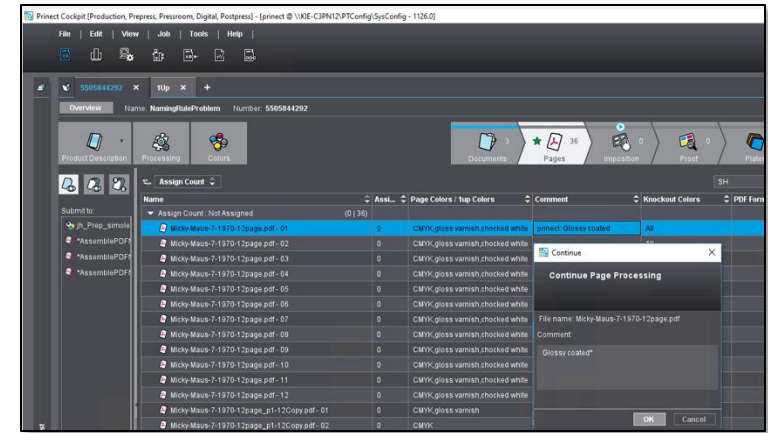 Prinect Cockpit [Production, Prepress, Pressroom, Digital, Postpress] - [prinect @ \\KIE-C3PN12\PTConfig\SysConfig - 1126.0]
File | Edit | View | Job | Tools | Help |
5505844292 × 1Up × +
Overview Name: NamingRuleProblem Number: 5505844292
Product Description Processing Colors Documents 3 Pages 36 Imposition 0 Proof 0 Plates
Assign Count SH
Name Assi... Page Colors / 1up Colors Comment Knockout Colors PDF Form
Submit to:
Assign Count : Not Assigned (0 | 36)
jh_Prep_simole Micky-Maus-7-1970-12page.pdf - 01 0 CMYK,gloss varnish,chocked white prinect: Glossy coated All
*AssemblePDF Micky-Maus-7-1970-12page.pdf - 02 0 CMYK,gloss varnish,chocked white All
*AssemblePDF Micky-Maus-7-1970-12page.pdf - 03 0 CMYK,gloss varnish,chocked white
*AssemblePDF Micky-Maus-7-1970-12page.pdf - 04 0 CMYK,gloss varnish,chocked white
Micky-Maus-7-1970-12page.pdf - 05 0 CMYK,gloss varnish,chocked white
Micky-Maus-7-1970-12page.pdf - 06 0 CMYK,gloss varnish,chocked white
Micky-Maus-7-1970-12page.pdf - 07 0 CMYK,gloss varnish,chocked white
Micky-Maus-7-1970-12page.pdf - 08 0 CMYK,gloss varnish,chocked white
Micky-Maus-7-1970-12page.pdf - 09 0 CMYK,gloss varnish,chocked white
Micky-Maus-7-1970-12page.pdf - 10 0 CMYK,gloss varnish,chocked white
Micky-Maus-7-1970-12page.pdf - 11 0 CMYK,gloss varnish,chocked white
Micky-Maus-7-1970-12page.pdf - 12 0 CMYK,gloss varnish,chocked white
Micky-Maus-7-1970-12page_p1-12Copy.pdf - 01 0 CMYK,gloss varnish
Micky-Maus-7-1970-12page_p1-12Copy.pdf - 02 0 CMYK
Continue ×
Continue Page Processing
File name: Micky-Maus-7-1970-12page.pdf
Comment:
Glossy coated*
OK Cancel